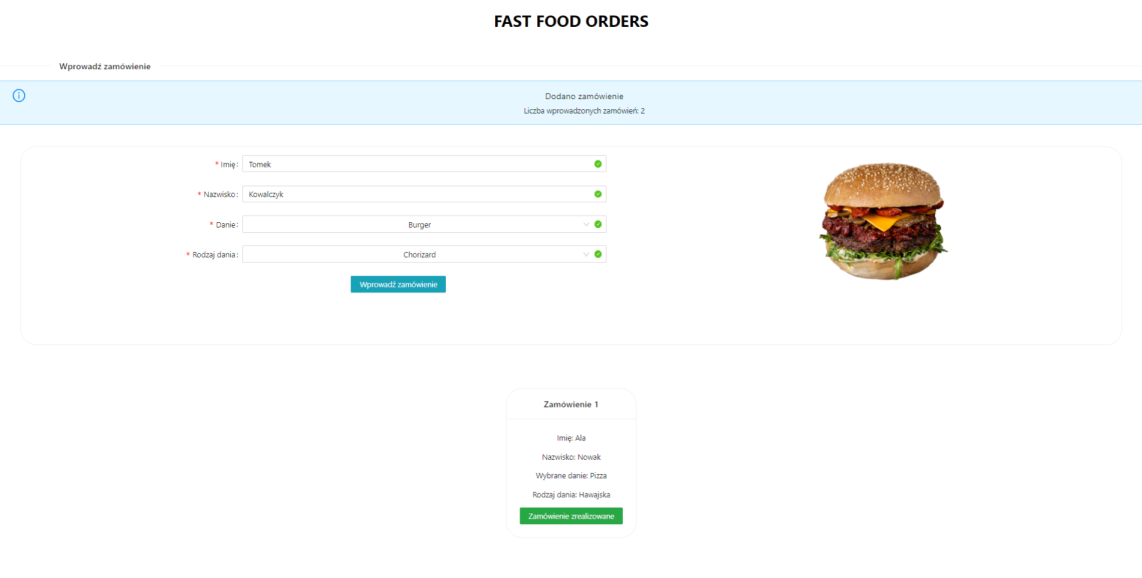 FAST FOOD ORDERS
Wprowadź zamówienie
Dodano zamówienie
Liczba wprowadzonych zamówień: 2
* Imię: Tomek
* Nazwisko: Kowalczyk
* Danie: Burger
* Rodzaj dania: Chorizard
Wprowadź zamówienie
Zamówienie 1
Imię: Ala
Nazwisko: Nowak
Wybrane danie: Pizza
Rodzaj dania: Hawajska
Zamówienie zrealizowane